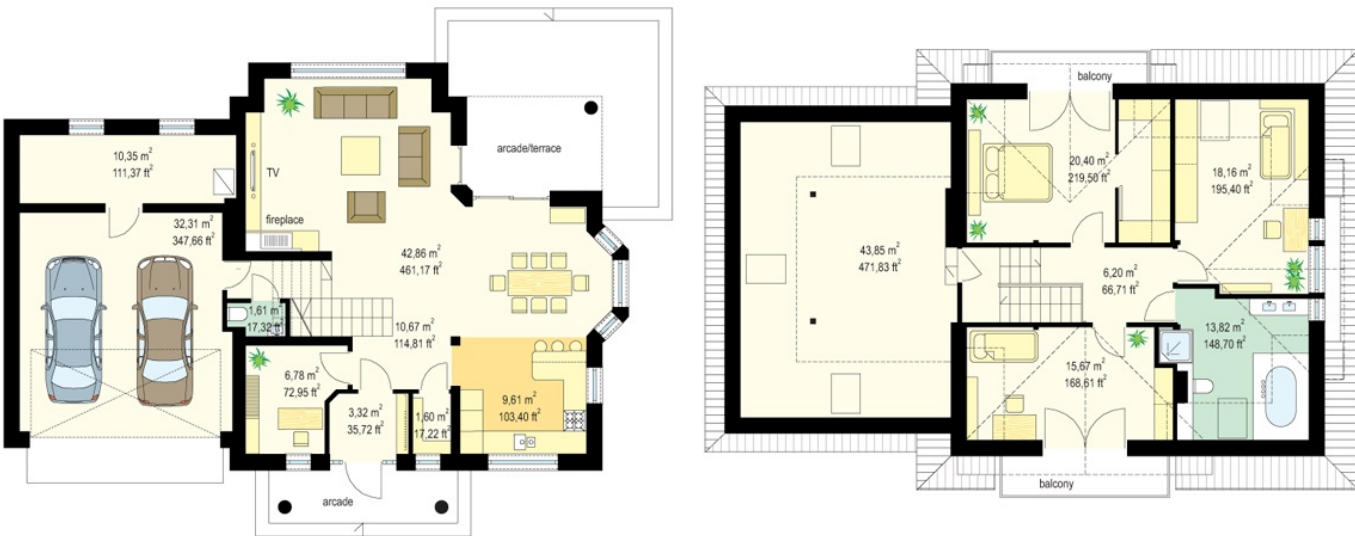 10,35 m²
111,37 ft²
32,31 m²
347,66 ft²
TV
fireplace
arcade/terrace
42,86 m²
461,17 ft²
1,61 m²
17,32 ft²
10,67 m²
114,81 ft²
6,78 m²
72,95 ft²
3,32 m²
35,72 ft²
1,60 m²
17,22 ft²
9,61 m²
103,40 ft²
arcade
balcony
20,40 m²
219,50 ft²
18,16 m²
195,40 ft²
43,85 m²
471,83 ft²
6,20 m²
66,71 ft²
13,82 m²
148,70 ft²
15,67 m²
168,61 ft²
balcony